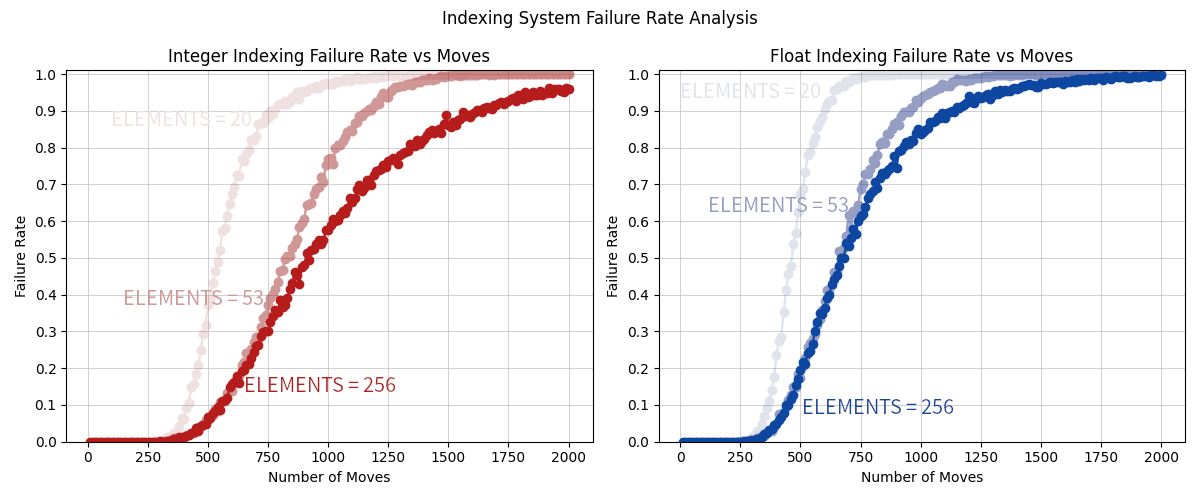 Indexing System Failure Rate Analysis
Integer Indexing Failure Rate vs Moves
1.0
0.9
0.8
0.7
0.6
0.5
0.4
0.3
0.2
0.1
0.0
Failure Rate
ELEMENTS = 20
ELEMENTS = 53
ELEMENTS = 256
0 250 500 750 1000 1250 1500 1750 2000
Number of Moves
Float Indexing Failure Rate vs Moves
1.0
0.9
0.8
0.7
0.6
0.5
0.4
0.3
0.2
0.1
0.0
Failure Rate
ELEMENTS = 20
ELEMENTS = 53
ELEMENTS = 256
0 250 500 750 1000 1250 1500 1750 2000
Number of Moves